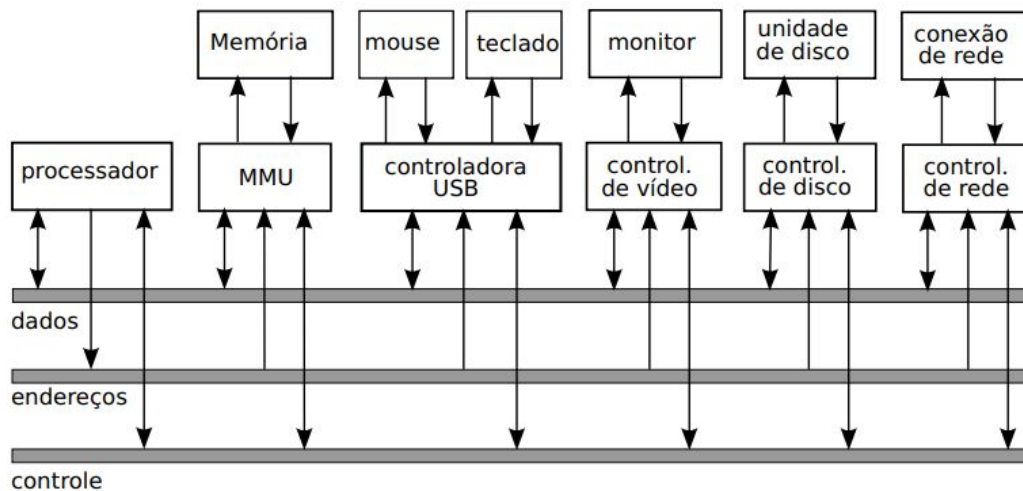 Memória
mouse
teclado
monitor
unidade
de disco
conexão
de rede
processador
MMU
controladora
USB
control.
de vídeo
control.
de disco
control.
de rede
dados
endereços
controle